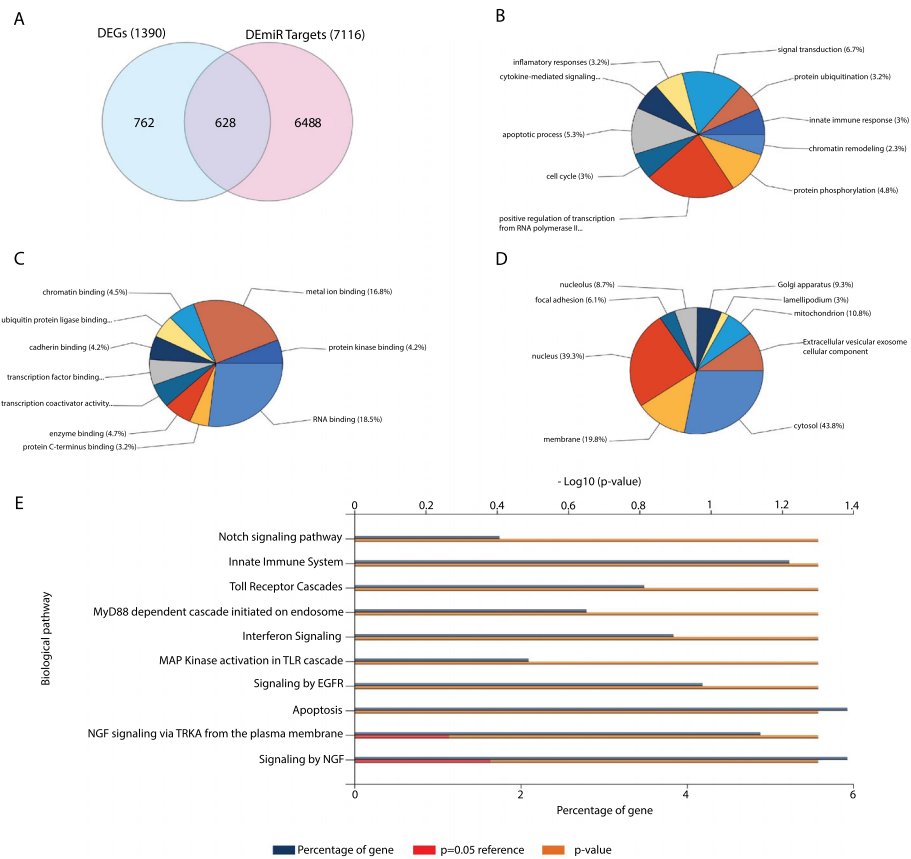 A
DEGs (1390)
DEmiR Targets (7116)
762
628
6488
B
signal transduction (6.7%)
inflamatory responses (3.2%)
cytokine-mediated signaling...
protein ubiquitination (3.2%)
innate immune response (3%)
apoptotic process (5.3%)
chromatin remodeling (2.3%)
cell cycle (3%)
protein phosphorylation (4.8%)
positive regulation of transcription
from RNA polymerase II...
C
chromatin binding (4.5%)
metal ion binding (16.8%)
ubiquitin protein ligase binding...
cadherin binding (4.2%)
protein kinase binding (4.2%)
transcription factor binding...
transcription coactivator activity...
RNA binding (18.5%)
enzyme binding (4.7%)
protein C-terminus binding (3.2%)
D
nucleolus (8.7%)
Golgi apparatus (9.3%)
focal adhesion (6.1%)
lamellipodium (3%)
mitochondrion (10.8%)
Extracellular vesicular exosome
cellular component
nucleus (39.3%)
cytosol (43.8%)
membrane (19.8%)
E
- Log10 (p-value)
0 0,2 0,4 0,6 0,8 1 1,2 1,4
Biological pathway
Notch signaling pathway
Innate Immune System
Toll Receptor Cascades
MyD88 dependent cascade initiated on endosome
Interferon Signaling
MAP Kinase activation in TLR cascade
Signaling by EGFR
Apoptosis
NGF signaling via TRKA from the plasma membrane
Signaling by NGF
0 2 4 6
Percentage of gene
Percentage of gene p=0.05 reference p-value